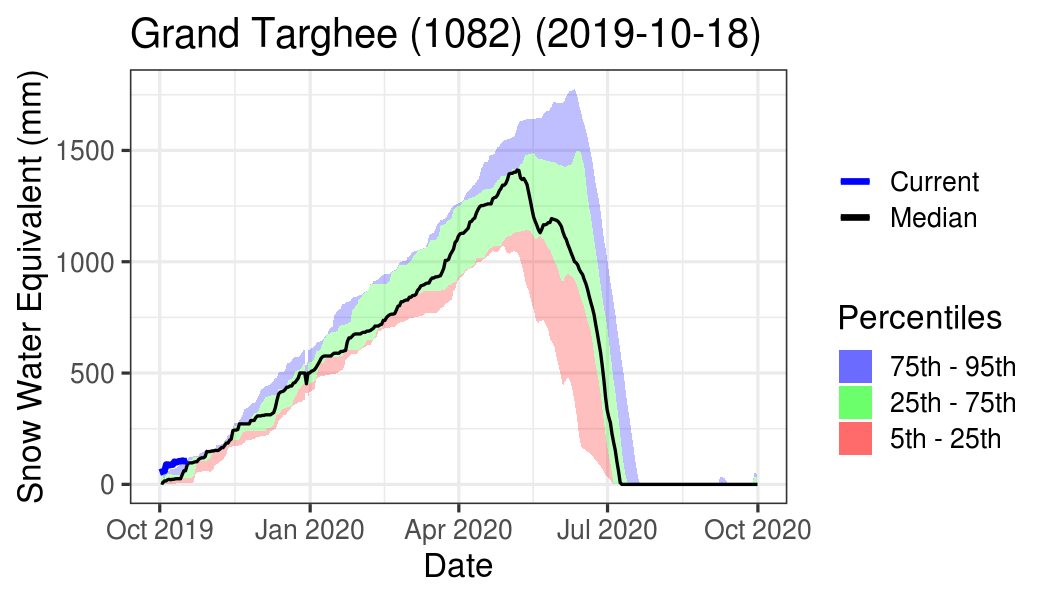 Grand Targhee (1082) (2019-10-18)
Snow Water Equivalent (mm)
1500
1000
500
0
Oct 2019
Jan 2020
Apr 2020
Jul 2020
Oct 2020
Date
Current
Median
Percentiles
75th - 95th
25th - 75th
5th - 25th